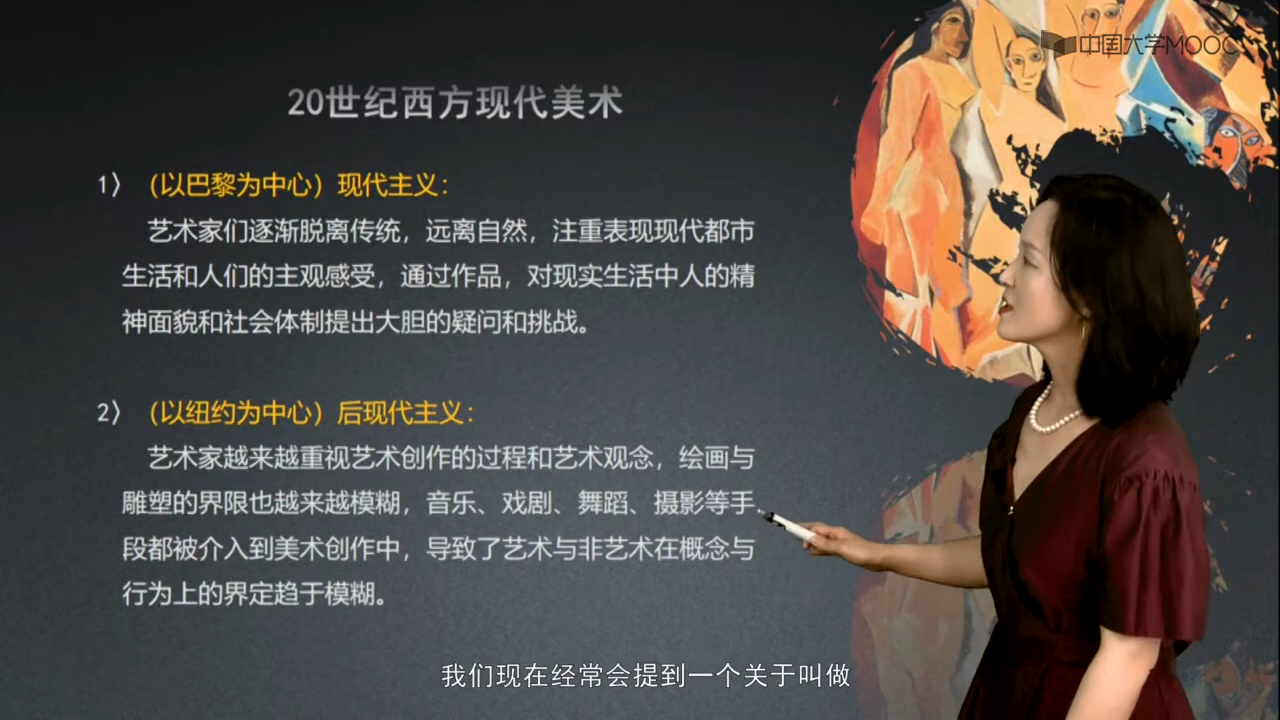 中国大学MOOC
20世纪西方现代美术
1）（以巴黎为中心）现代主义：
艺术家们逐渐脱离传统，远离自然，注重表现现代都市
生活和人们的主观感受，通过作品，对现实生活中人的精
神面貌和社会体制提出大胆的疑问和挑战。
2）（以纽约为中心）后现代主义：
艺术家越来越重视艺术创作的过程和艺术观念，绘画与
雕塑的界限也越来越模糊，音乐、戏剧、舞蹈、摄影等手
段都被介入到美术创作中，导致了艺术与非艺术在概念与
行为上的界定趋于模糊。
我们现在经常会提到一个关于叫做